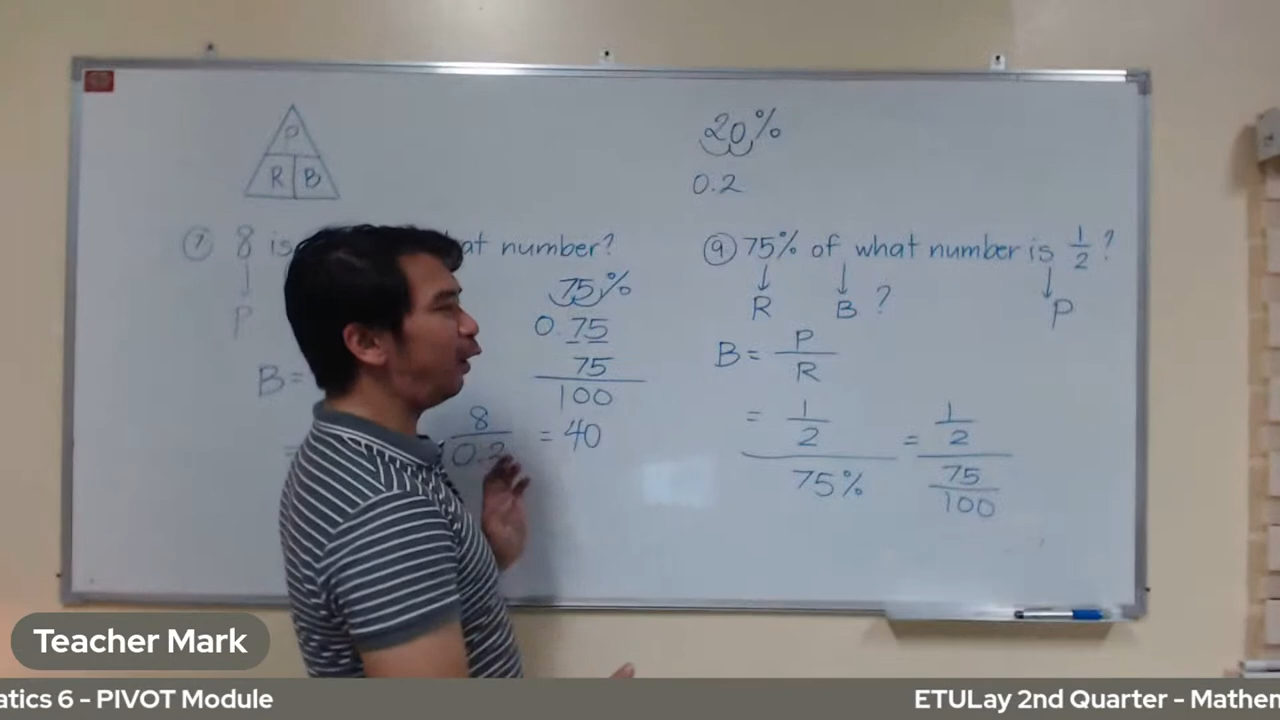 P
R B
20%
0.2
7 8 is at number?
P
75%
0.75
75
100
B=
8
0.2
= 40
9 75% of what number is 1/2?
R B? P
B = P
R
= 1
2
75%
= 1
2
75
100
Teacher Mark
atics 6 - PIVOT Module
ETULay 2nd Quarter - Mathem